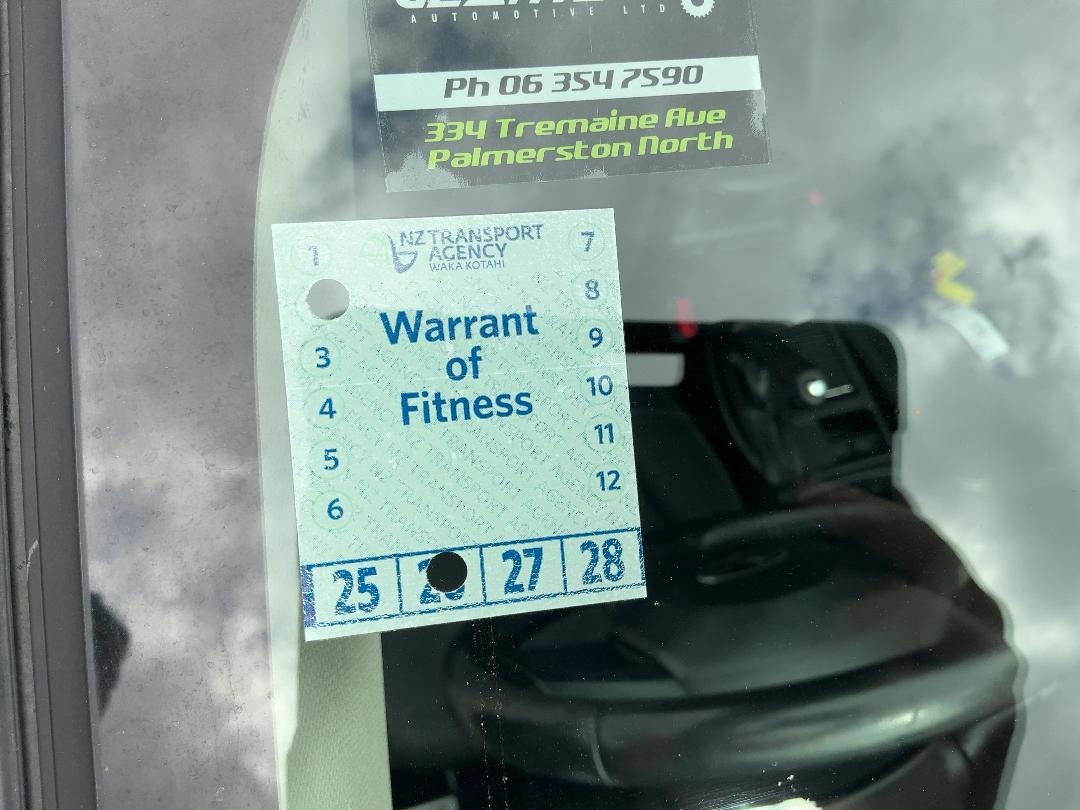 AUTOMOTIVE LTD
Ph 06 354 7590
334 Tremaine Ave
Palmerston North
NZ TRANSPORT
AGENCY
WAKA KOTAHI
Warrant
of
Fitness
1
3
4
5
6
7
8
9
10
11
12
25 27 28